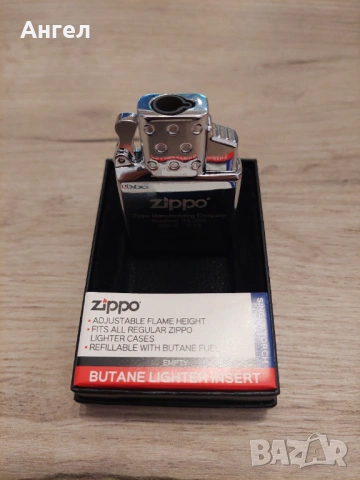 Ангел
zippo
zippo
• ADJUSTABLE FLAME HEIGHT
• FITS ALL REGULAR ZIPPO
LIGHTER CASES
• REFILLABLE WITH BUTANE FUEL
EMPTY
BUTANE LIGHTER INSERT
BAZAR